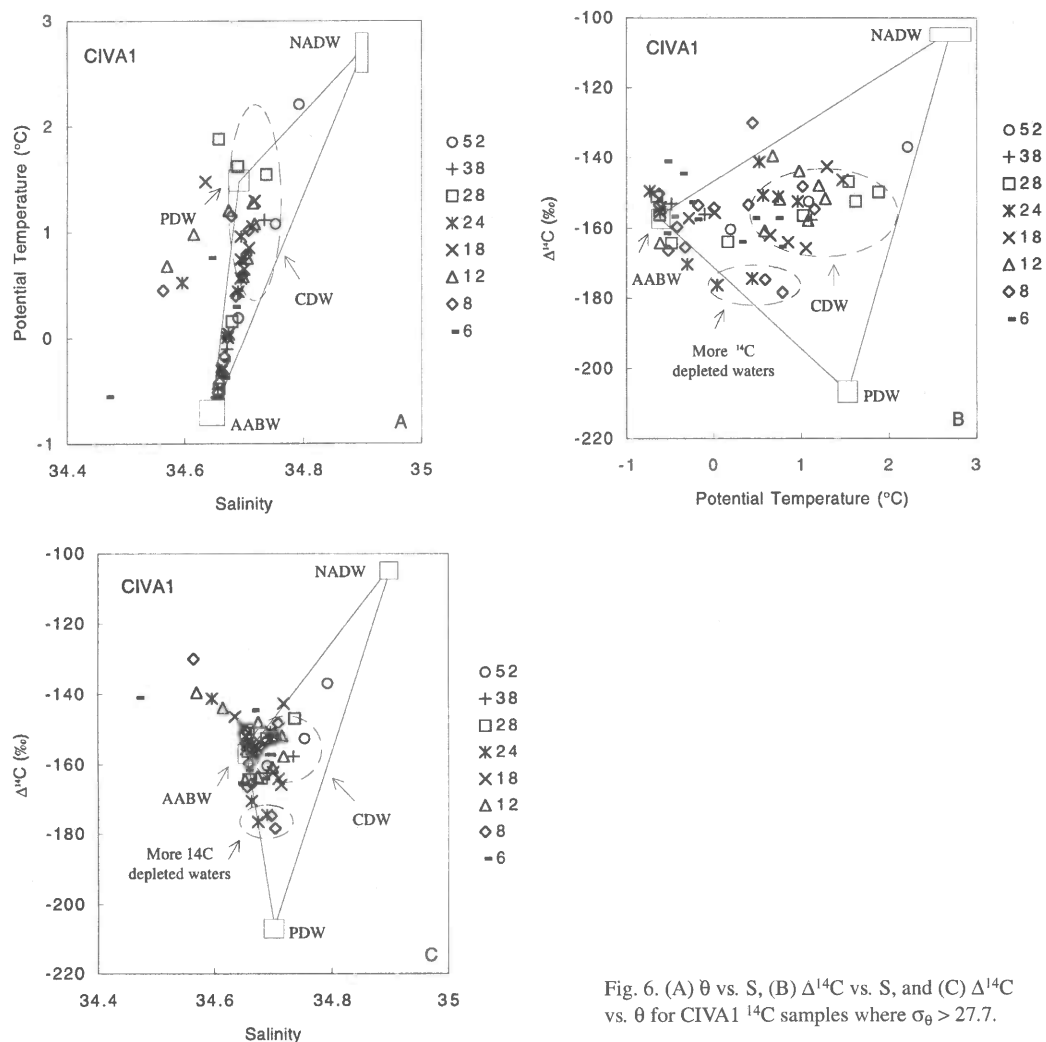 3
2
1
0
-1
34.4
34.6
34.8
35
Potential Temperature (°C)
Salinity
CIVA1
NADW
PDW
CDW
AABW
A
52
38
28
24
18
12
8
6
-100
-120
-140
-160
-180
-200
-220
-1
0
1
2
3
Δ¹⁴C (‰)
Potential Temperature (°C)
CIVA1
NADW
AABW
CDW
More ¹⁴C
depleted waters
PDW
B
52
38
28
24
18
12
8
6
-100
-120
-140
-160
-180
-200
-220
34.4
34.6
34.8
35
Δ¹⁴C (‰)
Salinity
CIVA1
NADW
AABW
CDW
More 14C
depleted waters
PDW
C
52
38
28
24
18
12
8
6
Fig. 6. (A) θ vs. S, (B) Δ¹⁴C vs. S, and (C) Δ¹⁴C
vs. θ for CIVA1 ¹⁴C samples where σ_θ > 27.7.